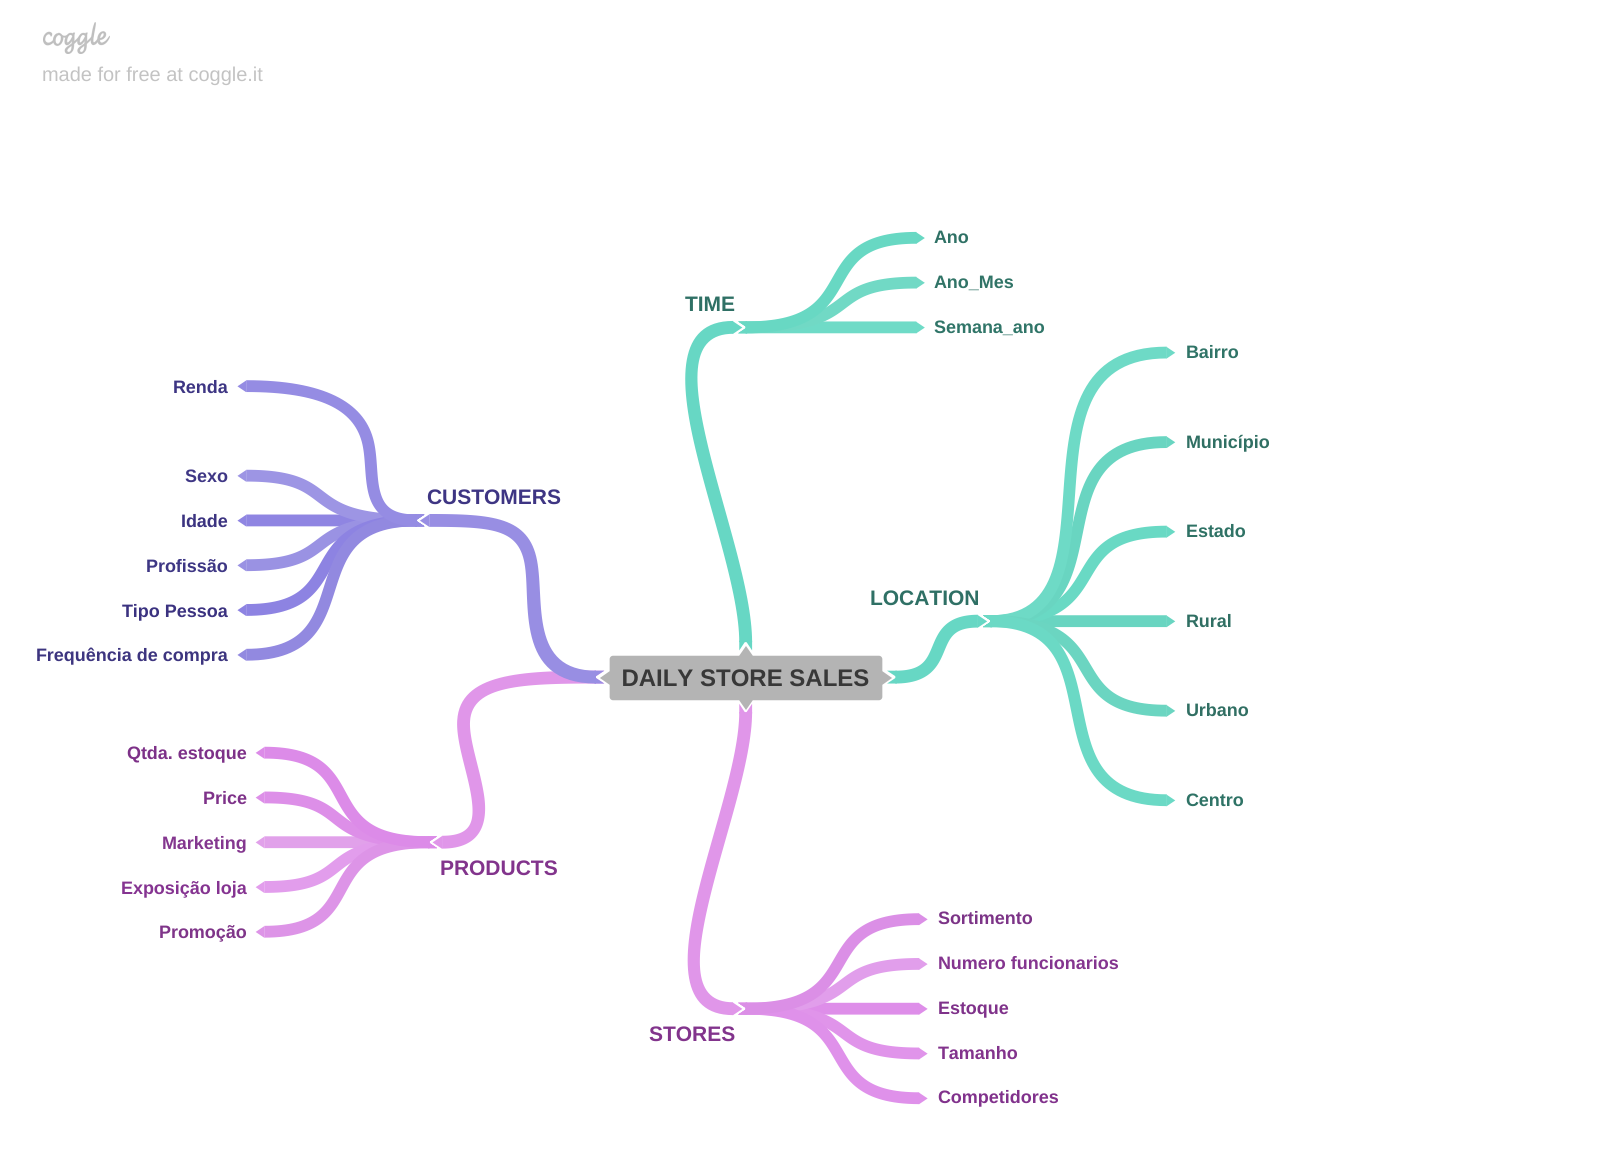 coggle
made for free at coggle.it
TIME
Ano
Ano_Mes
Semana_ano
CUSTOMERS
Renda
Sexo
Idade
Profissão
Tipo Pessoa
Frequência de compra
LOCATION
Bairro
Município
Estado
Rural
Urbano
Centro
DAILY STORE SALES
PRODUCTS
Qtda. estoque
Price
Marketing
Exposição loja
Promoção
STORES
Sortimento
Numero funcionarios
Estoque
Tamanho
Competidores